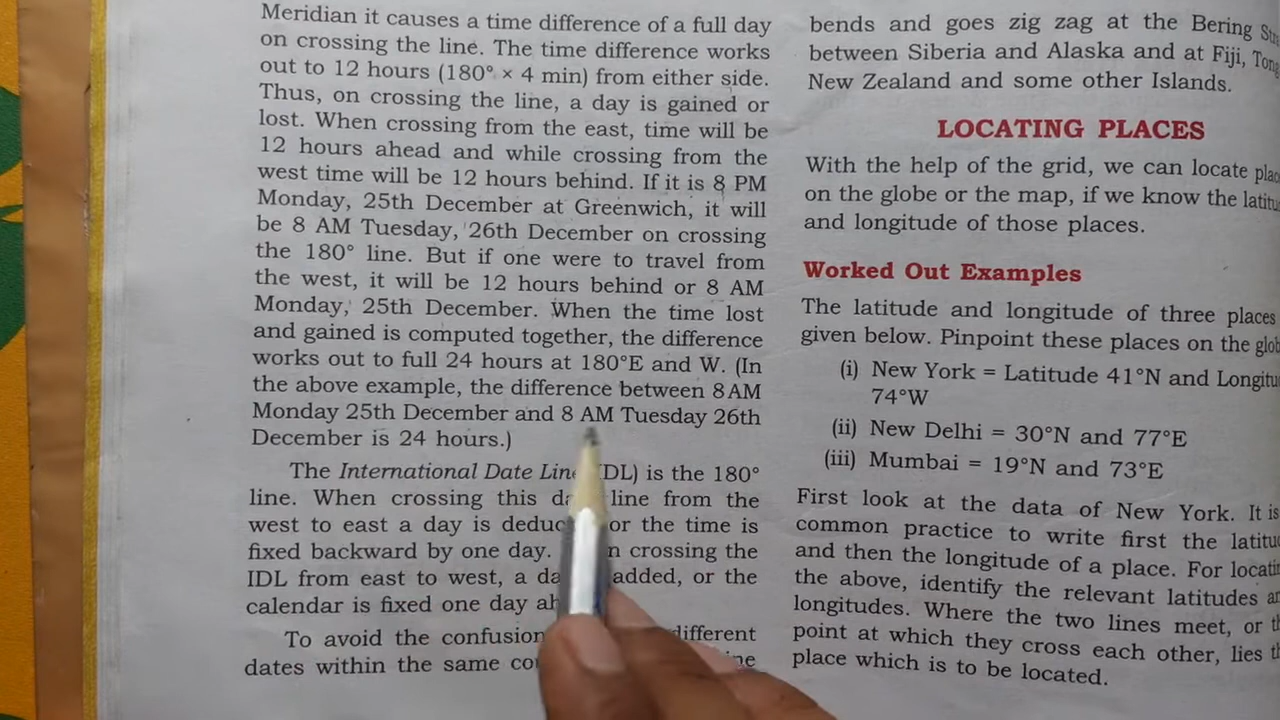 Meridian it causes a time difference of a full day
on crossing the line. The time difference works
out to 12 hours (180° × 4 min) from either side.
Thus, on crossing the line, a day is gained or
lost. When crossing from the east, time will be
12 hours ahead and while crossing from the
west time will be 12 hours behind. If it is 8 PM
Monday, 25th December at Greenwich, it will
be 8 AM Tuesday, 26th December on crossing
the 180° line. But if one were to travel from
the west, it will be 12 hours behind or 8 AM
Monday, 25th December. When the time lost
and gained is computed together, the difference
works out to full 24 hours at 180°E and W. (In
the above example, the difference between 8 AM
Monday 25th December and 8 AM Tuesday 26th
December is 24 hours.)
The International Date Line (IDL) is the 180°
line. When crossing this line from the
west to east a day is or the time is
fixed backward by one day. crossing the
IDL from east to west, a added, or the
calendar is fixed one day
To avoid the confusion different
dates within the same
bends and goes zig zag at the Bering
between Siberia and Alaska and at Fiji,
New Zealand and some other Islands.
LOCATING PLACES
With the help of the grid, we can locate
on the globe or the map, if we know the
and longitude of those places.
Worked Out Examples
The latitude and longitude of three places
given below. Pinpoint these places on the
(i) New York = Latitude 41°N and
74°W
(ii) New Delhi = 30°N and 77°E
(iii) Mumbai = 19°N and 73°E
First look at the data of New York. It is
common practice to write first the
and then the longitude of a place. For
the above, identify the relevant latitudes
longitudes. Where the two lines meet, or
point at which they cross each other, lies
place which is to be located.